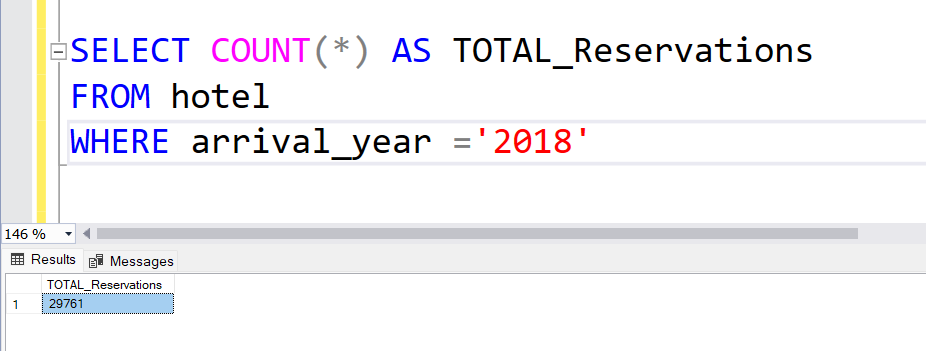 SELECT COUNT(*) AS TOTAL_Reservations
FROM hotel
WHERE arrival_year ='2018'
146 %
Results Messages
TOTAL_Reservations
1 29761